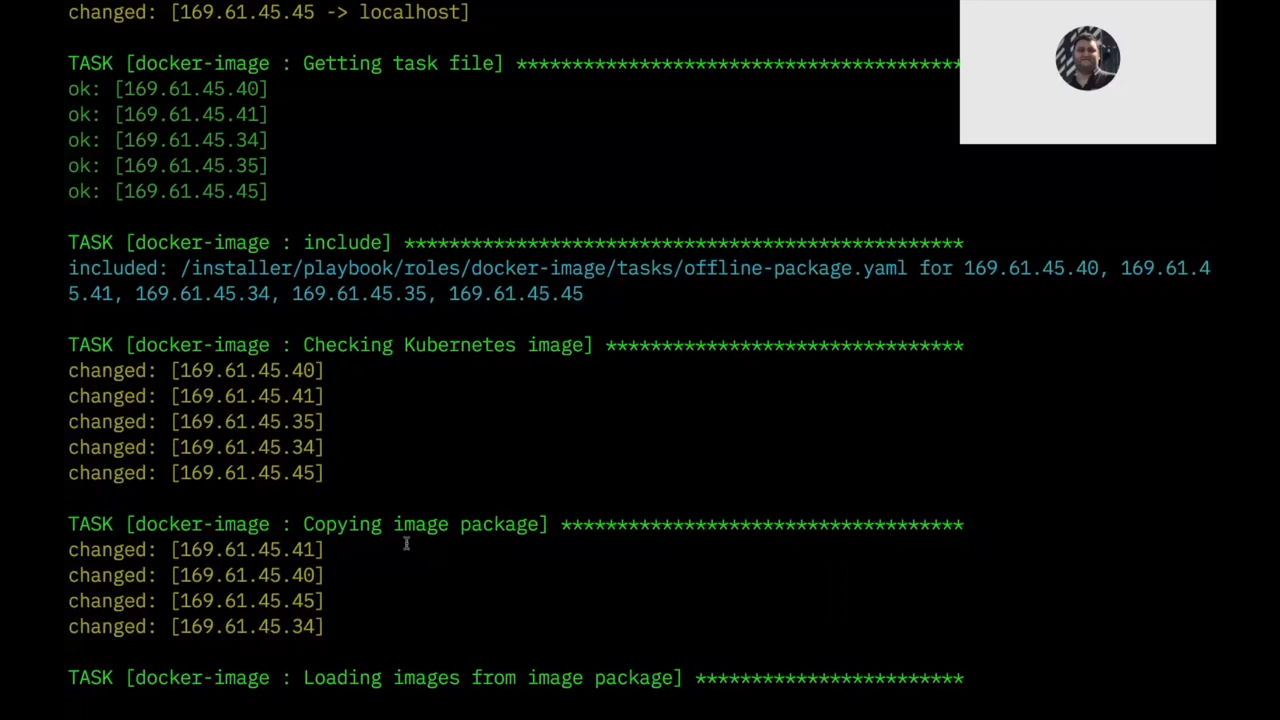 changed: [169.61.45.45 -> localhost]
TASK [docker-image : Getting task file] ****************************************
ok: [169.61.45.40]
ok: [169.61.45.41]
ok: [169.61.45.34]
ok: [169.61.45.35]
ok: [169.61.45.45]
TASK [docker-image : include] **************************************************
included: /installer/playbook/roles/docker-image/tasks/offline-package.yaml for 169.61.45.40, 169.61.4
5.41, 169.61.45.34, 169.61.45.35, 169.61.45.45
TASK [docker-image : Checking Kubernetes image] ********************************
changed: [169.61.45.40]
changed: [169.61.45.41]
changed: [169.61.45.35]
changed: [169.61.45.34]
changed: [169.61.45.45]
TASK [docker-image : Copying image package] ************************************
changed: [169.61.45.41]
changed: [169.61.45.40]
changed: [169.61.45.45]
changed: [169.61.45.34]
TASK [docker-image : Loading images from image package] ************************